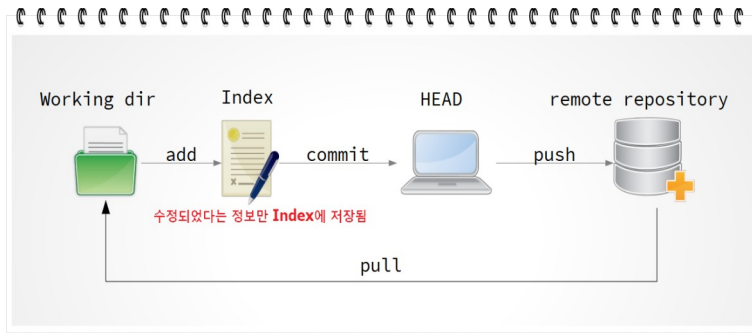 Working dir
Index
HEAD
remote repository
add
commit
push
수정되었다는 정보만 Index에 저장됨
pull